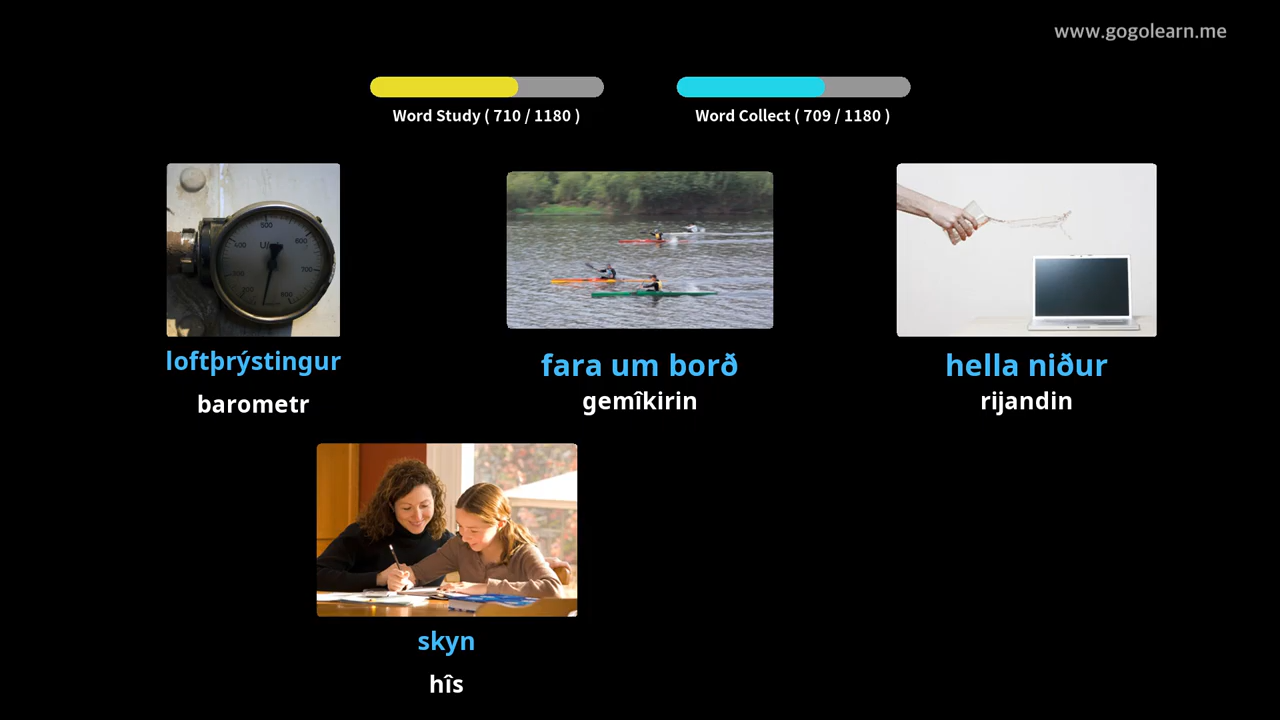 www.gogolearn.me
Word Study ( 710 / 1180 )
Word Collect ( 709 / 1180 )
loftþrýstingur
barometr
fara um borð
gemîkirin
hella niður
rijandin
skyn
hîs